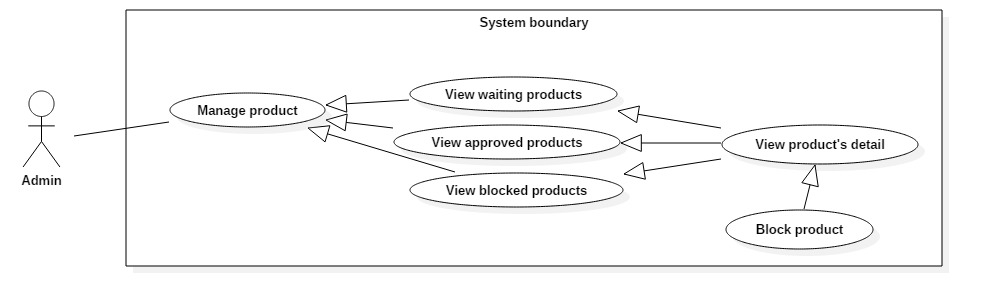 System boundary
Manage product
View waiting products
View approved products
View blocked products
View product's detail
Block product
Admin